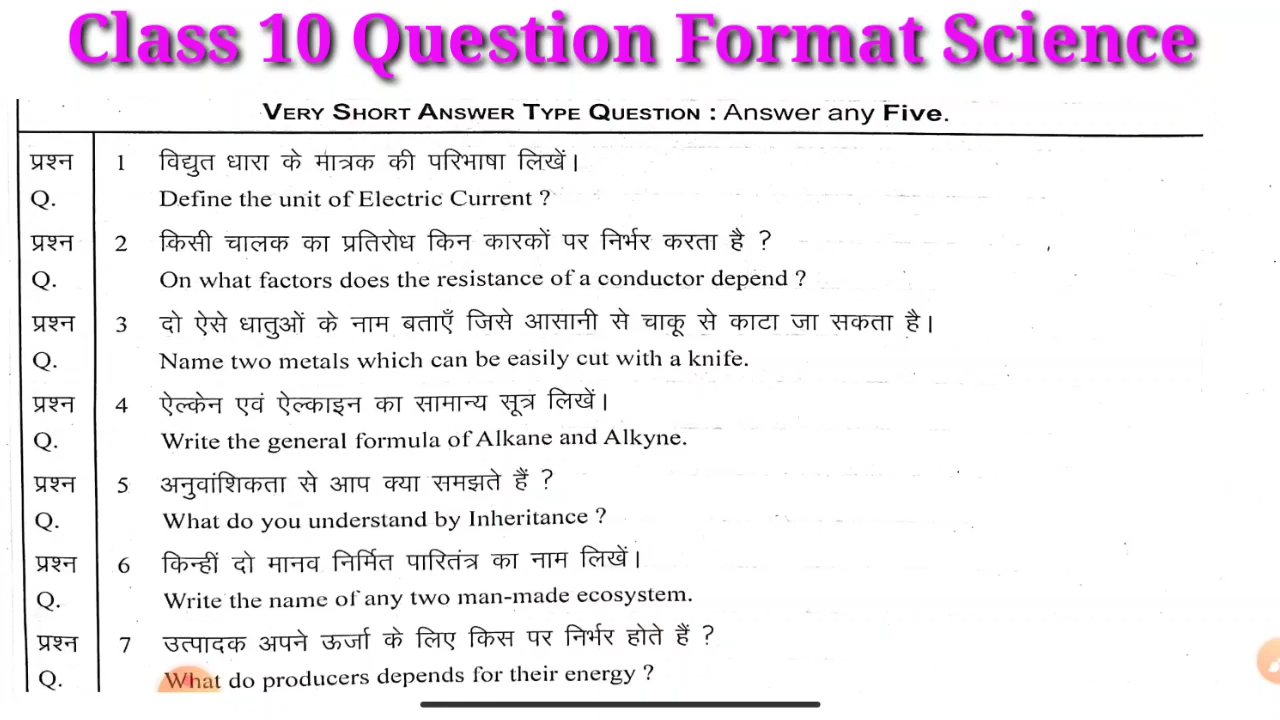 Class 10 Question Format Science
VERY SHORT ANSWER TYPE QUESTION : Answer any Five.
प्रश्न 1 विद्युत धारा के मात्रक की परिभाषा लिखें।
Q. Define the unit of Electric Current ?
प्रश्न 2 किसी चालक का प्रतिरोध किन कारकों पर निर्भर करता है ?
Q. On what factors does the resistance of a conductor depend ?
प्रश्न 3 दो ऐसे धातुओं के नाम बताएँ जिसे आसानी से चाकू से काटा जा सकता है।
Q. Name two metals which can be easily cut with a knife.
प्रश्न 4 ऐल्केन एवं ऐल्काइन का सामान्य सूत्र लिखें।
Q. Write the general formula of Alkane and Alkyne.
प्रश्न 5 अनुवांशिकता से आप क्या समझते हैं ?
Q. What do you understand by Inheritance ?
प्रश्न 6 किन्हीं दो मानव निर्मित पारितंत्र का नाम लिखें।
Q. Write the name of any two man-made ecosystem.
प्रश्न 7 उत्पादक अपने ऊर्जा के लिए किस पर निर्भर होते हैं ?
Q. What do producers depends for their energy ?